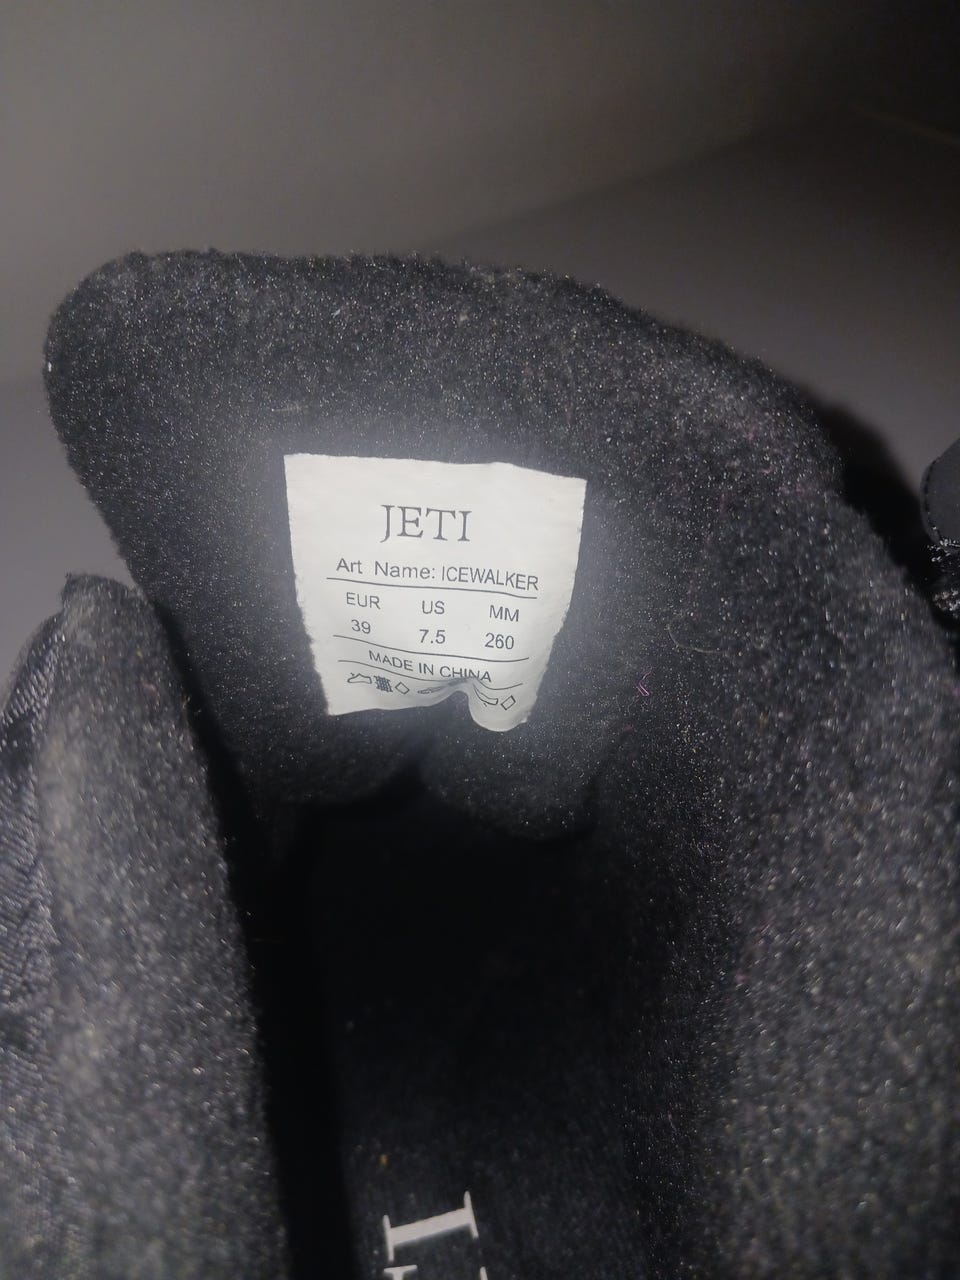 JETI
Art Name: ICEWALKER
EUR US MM
39 7.5 260
MADE IN CHINA